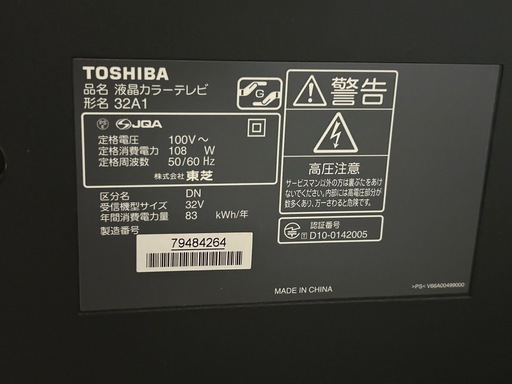 TOSHIBA
品名 液晶カラーテレビ
形名 32A1
G
PS E JQA
定格電圧 100V～
定格消費電力 108 W
定格周波数 50/60 Hz
株式会社 東芝
区分名 DN
受信機型サイズ 32V
年間消費電力量 83 kWh/年
製造番号
79484264
警告
高圧注意
サービスマン以外の方は裏ぶたをあけ
ないでください。内部には高電圧部分が
数多くあり、万一さわると危険です。
認証番号
T D10-0142005
MADE IN CHINA
>PS< V66A00499000